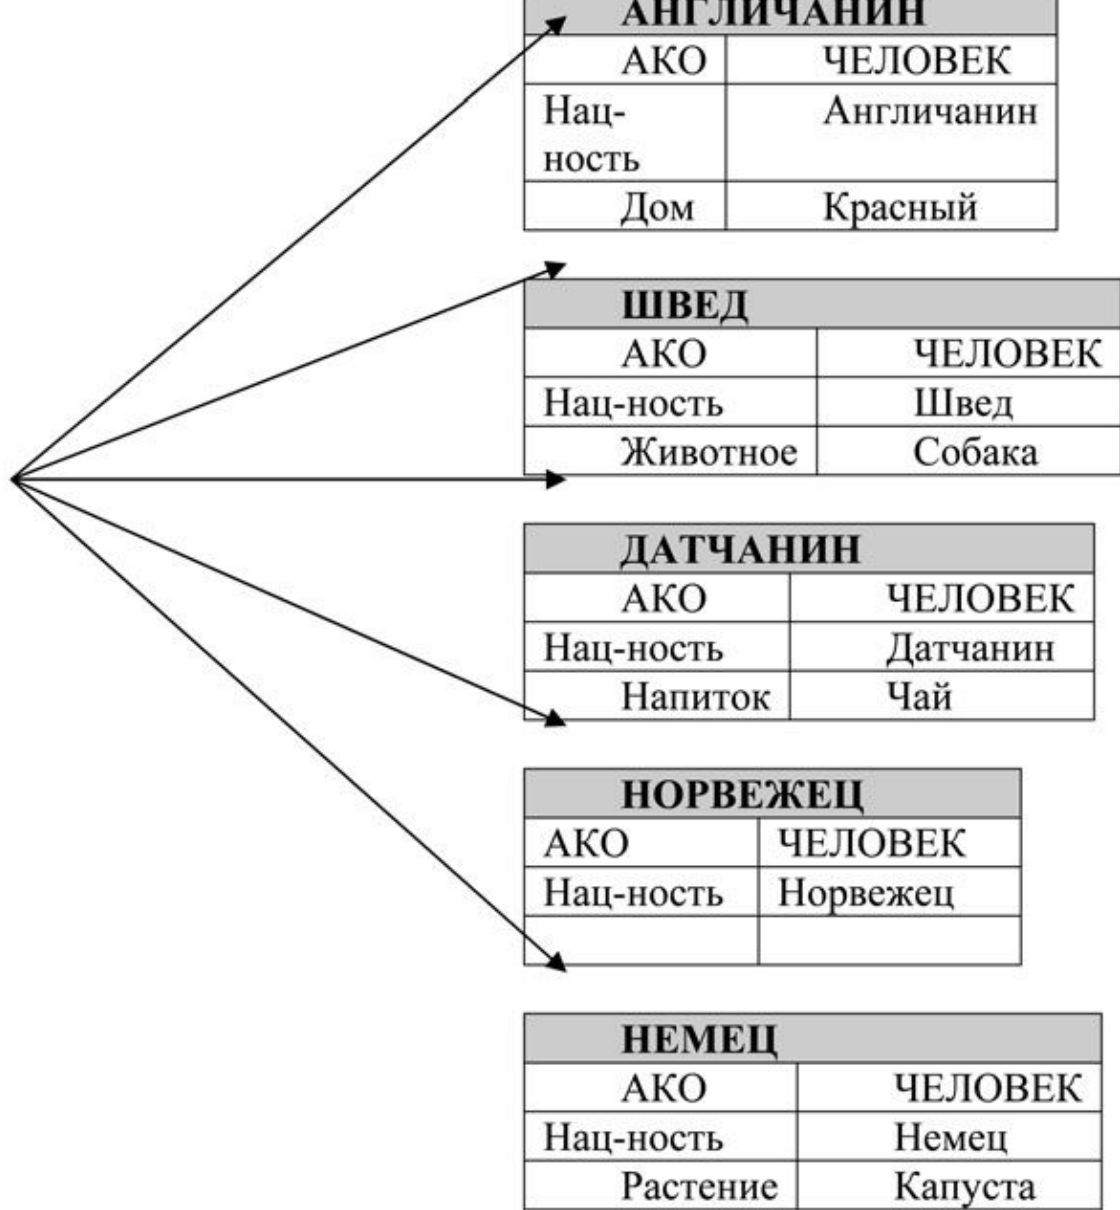 АНГЛИЧАНИН
АКО ЧЕЛОВЕК
Нац- Англичанин
ность
Дом Красный
ШВЕД
АКО ЧЕЛОВЕК
Нац-ность Швед
Животное Собака
ДАТЧАНИН
АКО ЧЕЛОВЕК
Нац-ность Датчанин
Напиток Чай
НОРВЕЖЕЦ
АКО ЧЕЛОВЕК
Нац-ность Норвежец
НЕМЕЦ
АКО ЧЕЛОВЕК
Нац-ность Немец
Растение Капуста